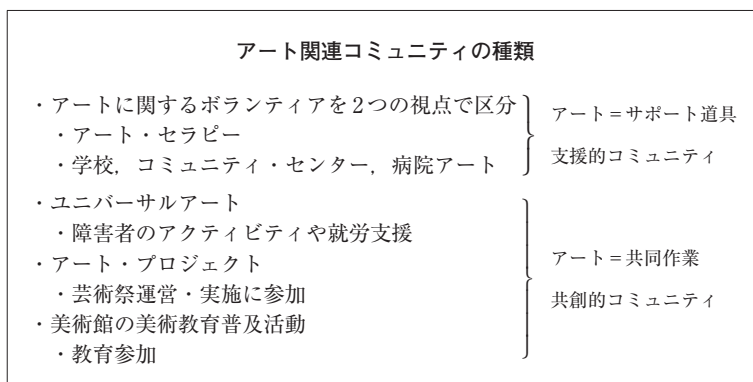 アート関連コミュニティの種類
・アートに関するボランティアを2つの視点で区分
・アート・セラピー
・学校，コミュニティ・センター，病院アート
アート＝サポート道具
支援的コミュニティ
・ユニバーサルアート
・障害者のアクティビティや就労支援
・アート・プロジェクト
・芸術祭運営・実施に参加
・美術館の美術教育普及活動
・教育参加
アート＝共同作業
共創的コミュニティ